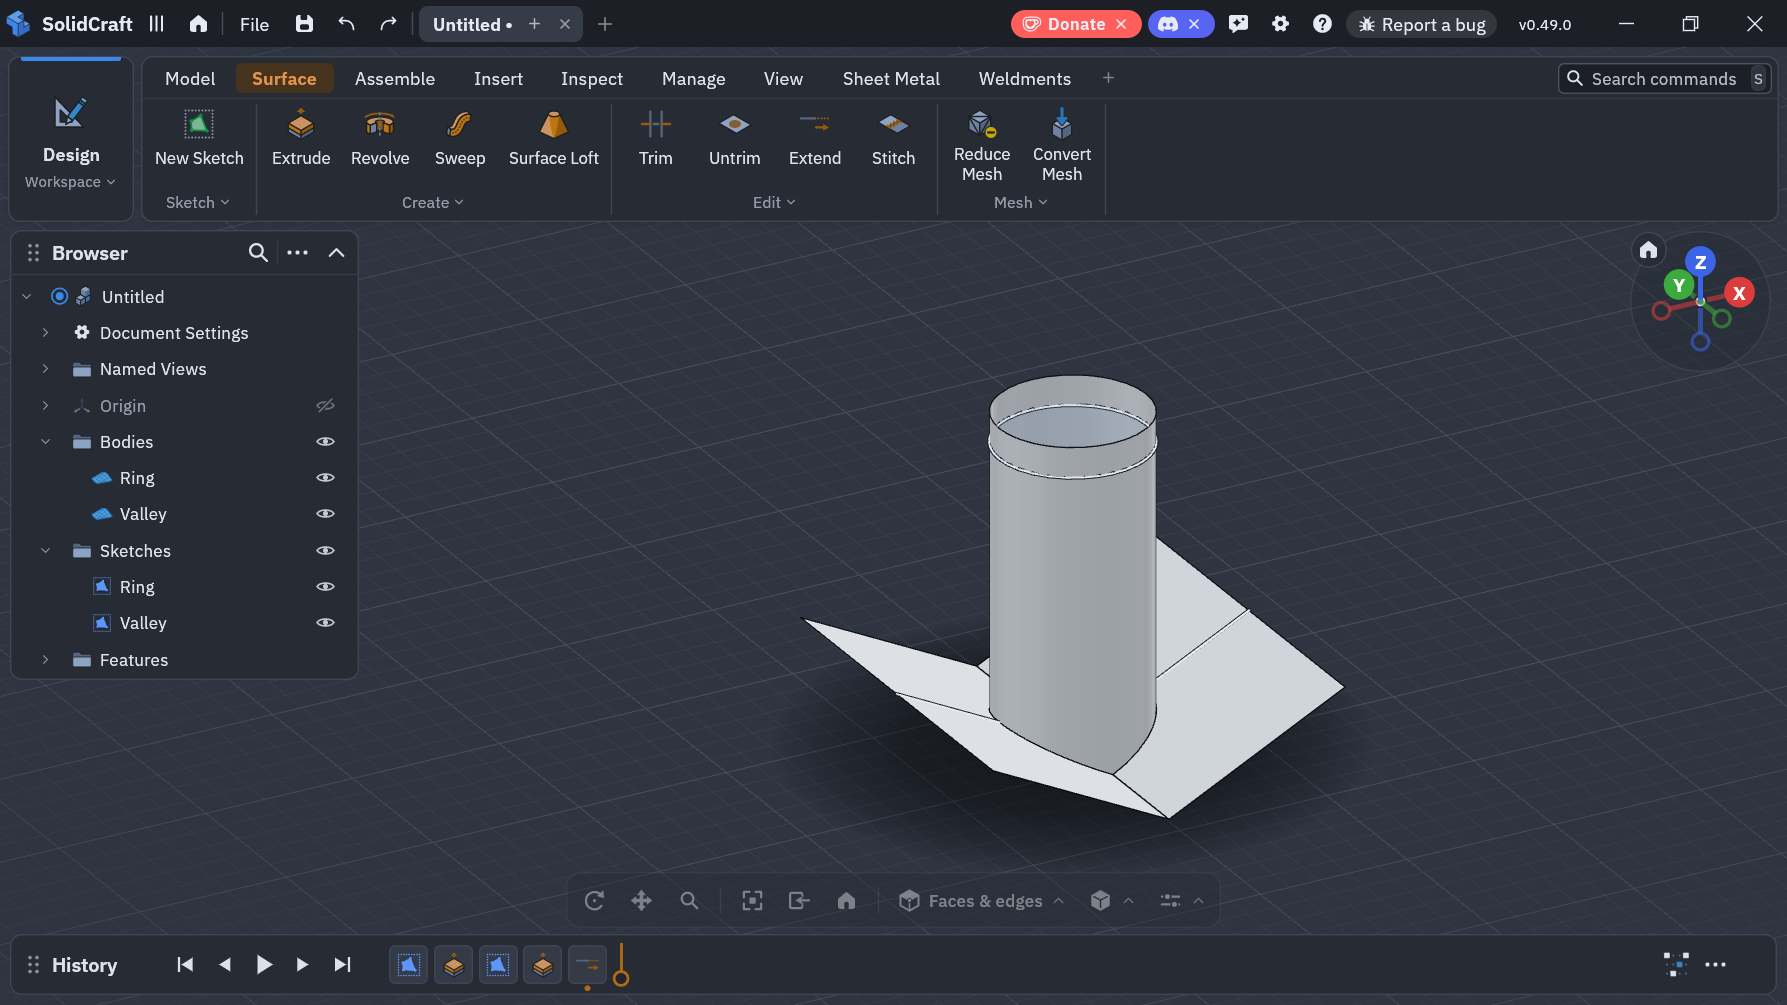 SolidCraft
File
Untitled •
Donate
Report a bug
v0.49.0
Design
Workspace
Model
Surface
Assemble
Insert
Inspect
Manage
View
Sheet Metal
Weldments
Search commands
S
New Sketch
Extrude
Revolve
Sweep
Surface Loft
Trim
Untrim
Extend
Stitch
Reduce Mesh
Convert Mesh
Sketch
Create
Edit
Mesh
Browser
Untitled
Document Settings
Named Views
Origin
Bodies
Ring
Valley
Sketches
Ring
Valley
Features
Z
Y
X
Faces & edges
History